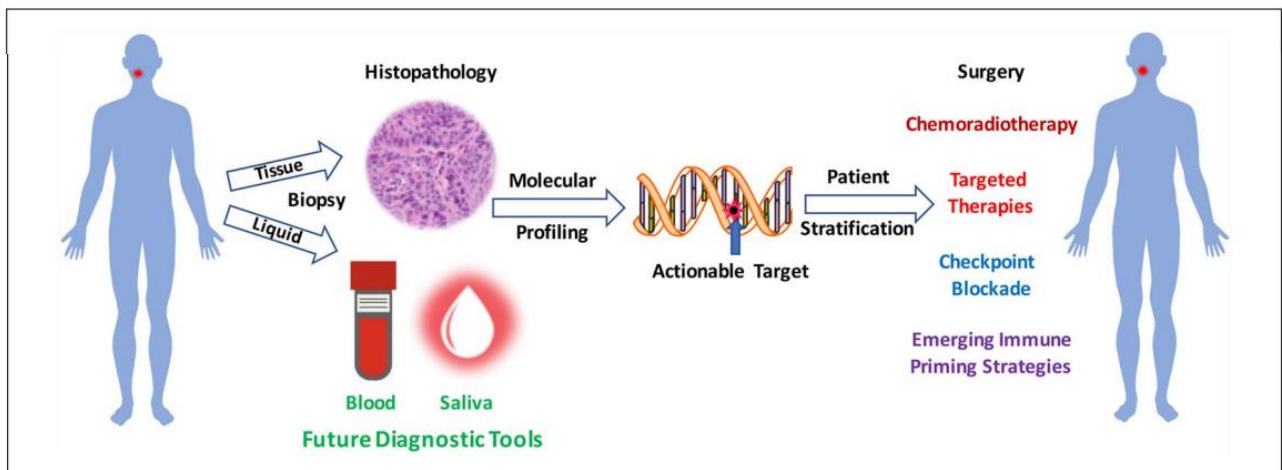 Histopathology
Tissue
Biopsy
Liquid
Blood
Saliva
Future Diagnostic Tools
Molecular
Profiling
Actionable Target
Patient
Stratification
Surgery
Chemoradiotherapy
Targeted
Therapies
Checkpoint
Blockade
Emerging Immune
Priming Strategies